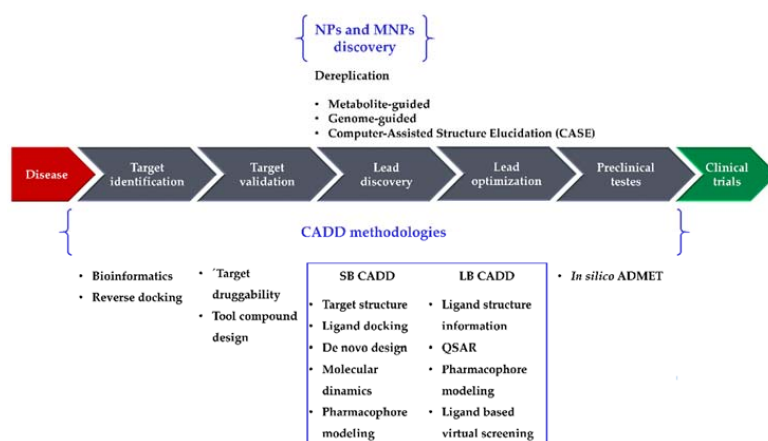 NPs and MNPs
discovery
Dereplication
• Metabolite-guided
• Genome-guided
• Computer-Assisted Structure Elucidation (CASE)
Disease
Target
identification
Target
validation
Lead
discovery
Lead
optimization
Preclinical
testes
Clinical
trials
CADD methodologies
• Bioinformatics
• Reverse docking
• ´Target
druggability
• Tool compound
design
SB CADD
• Target structure
• Ligand docking
• De novo design
• Molecular
dinamics
• Pharmacophore
modeling
LB CADD
• Ligand structure
information
• QSAR
• Pharmacophore
modeling
• Ligand based
virtual screening
• In silico ADMET